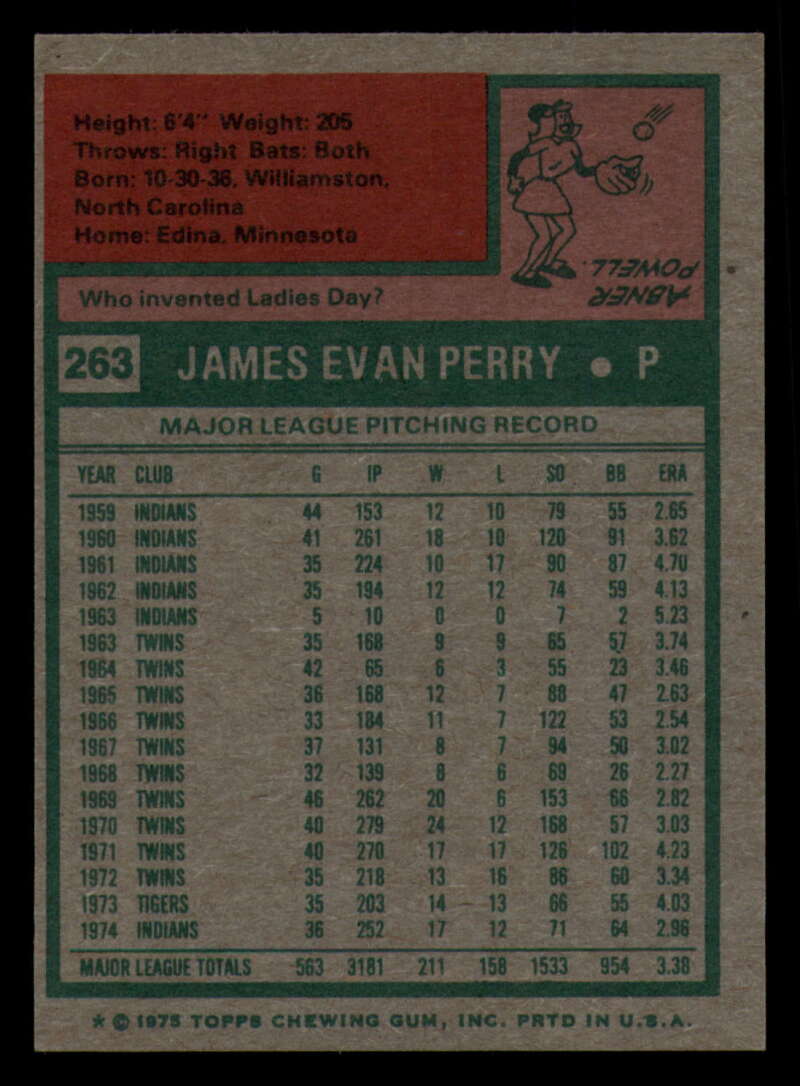 Height: 6'4" Weight: 205
Throws: Right Bats: Both
Born: 10-30-36, Williamston,
North Carolina
Home: Edina, Minnesota
ABNER
POWELL.
Who invented Ladies Day?
263 JAMES EVAN PERRY • P
MAJOR LEAGUE PITCHING RECORD
YEAR CLUB G IP W L SO BB ERA
1959 INDIANS 44 153 12 10 79 55 2.65
1960 INDIANS 41 261 18 10 120 91 3.62
1961 INDIANS 35 224 10 17 90 87 4.70
1962 INDIANS 35 194 12 12 74 59 4.13
1963 INDIANS 5 10 0 0 7 2 5.23
1963 TWINS 35 168 9 9 65 57 3.74
1964 TWINS 42 65 6 3 55 23 3.46
1965 TWINS 36 168 12 7 88 47 2.63
1966 TWINS 33 184 11 7 122 53 2.54
1967 TWINS 37 131 8 7 94 50 3.02
1968 TWINS 32 139 8 6 69 26 2.27
1969 TWINS 46 262 20 6 153 66 2.82
1970 TWINS 40 279 24 12 168 57 3.03
1971 TWINS 40 270 17 17 126 102 4.23
1972 TWINS 35 218 13 16 86 60 3.34
1973 TIGERS 35 203 14 13 66 55 4.03
1974 INDIANS 36 252 17 12 71 64 2.96
MAJOR LEAGUE TOTALS 563 3181 211 158 1533 954 3.38
* © 1975 TOPPS CHEWING GUM, INC. PRTD IN U.S.A.